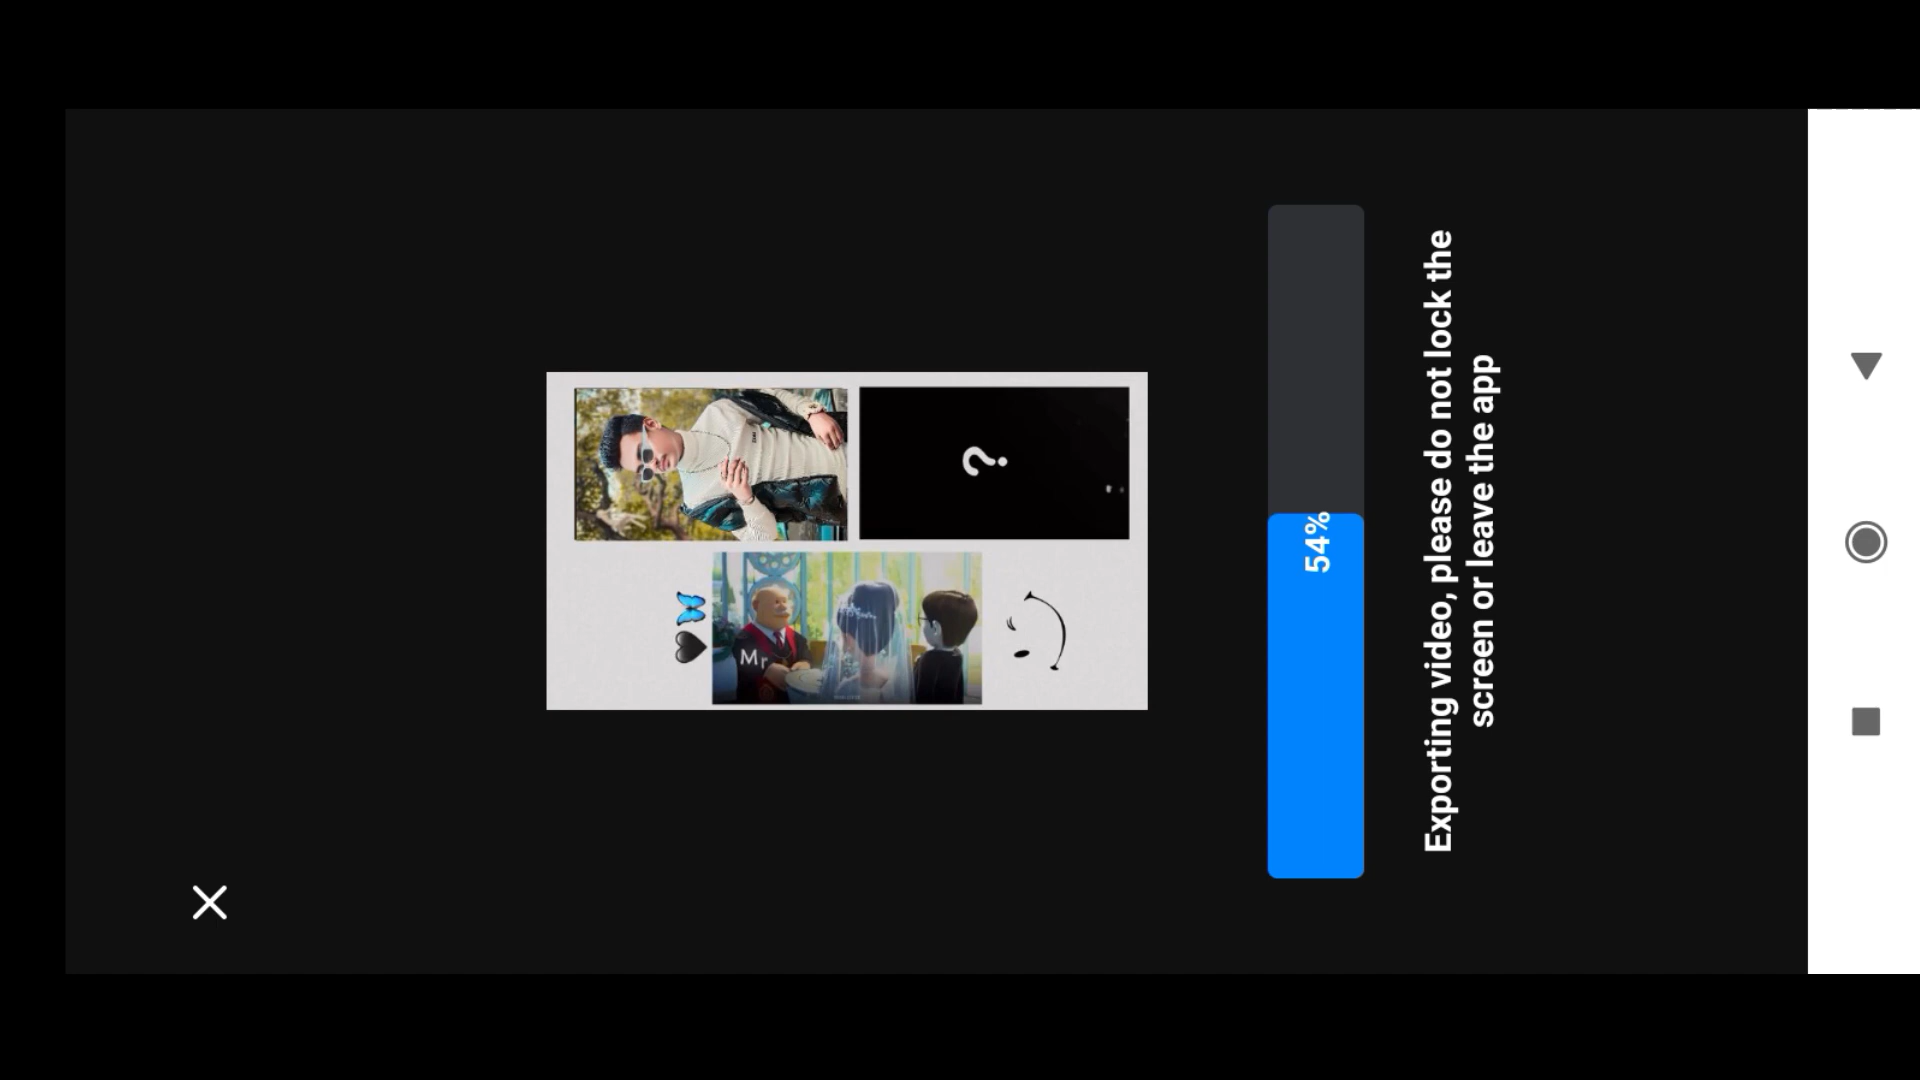 Exporting video, please do not lock the
screen or leave the app
54%
?
Mr